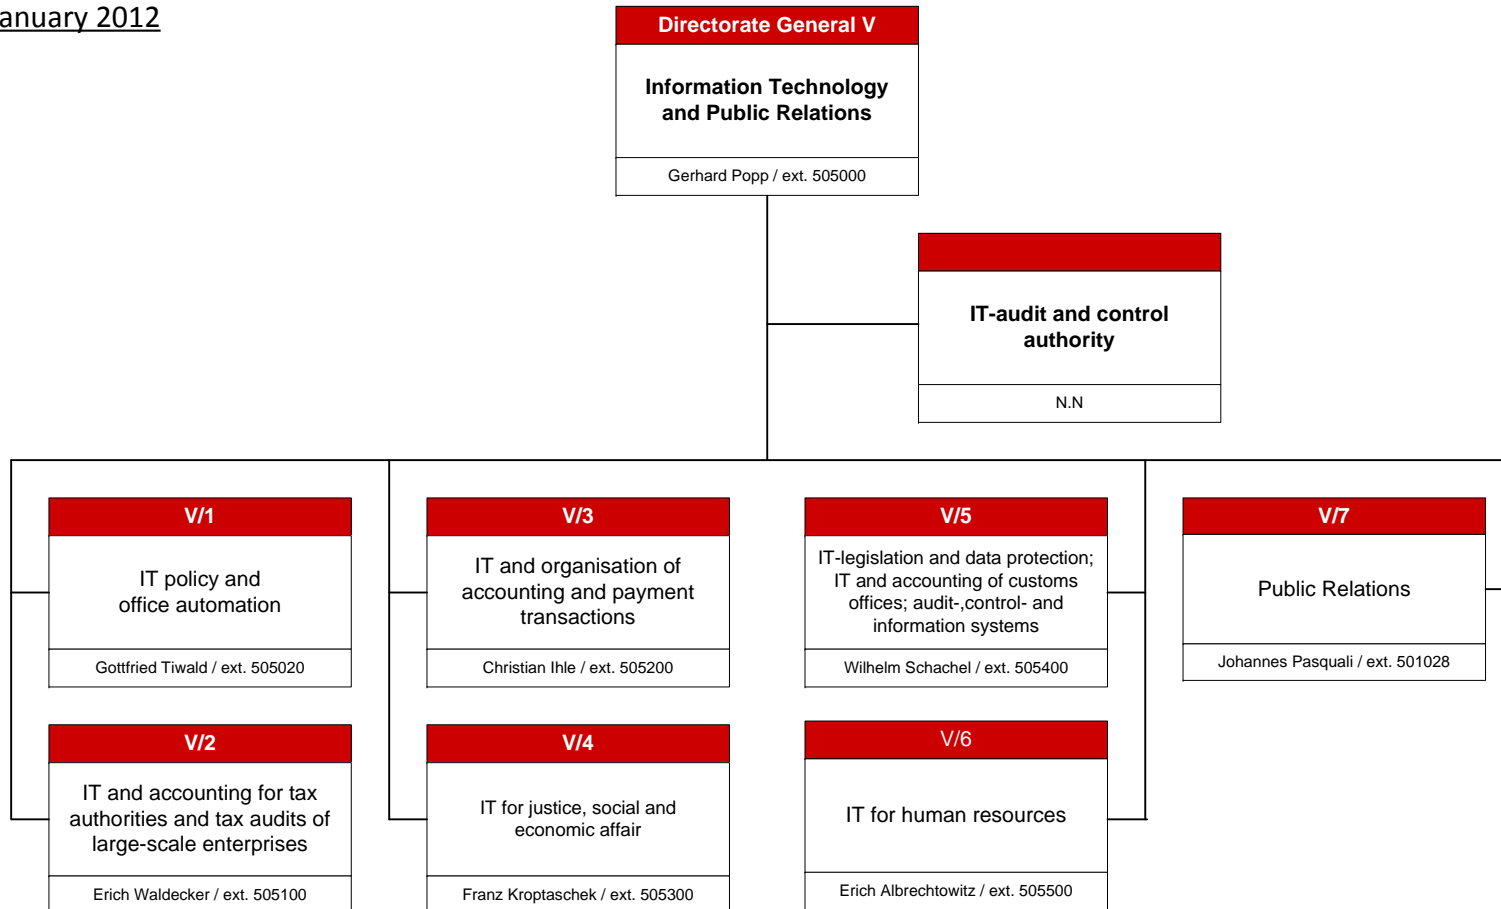 anuary 2012
Directorate General V
Information Technology
and Public Relations
Gerhard Popp / ext. 505000
IT-audit and control
authority
N.N
V/1
IT policy and
office automation
Gottfried Tiwald / ext. 505020
V/3
IT and organisation of
accounting and payment
transactions
Christian Ihle / ext. 505200
V/5
IT-legislation and data protection;
IT and accounting of customs
offices; audit-,control- and
information systems
Wilhelm Schachel / ext. 505400
V/7
Public Relations
Johannes Pasquali / ext. 501028
V/2
IT and accounting for tax
authorities and tax audits of
large-scale enterprises
Erich Waldecker / ext. 505100
V/4
IT for justice, social and
economic affair
Franz Kroptaschek / ext. 505300
V/6
IT for human resources
Erich Albrechtowitz / ext. 505500